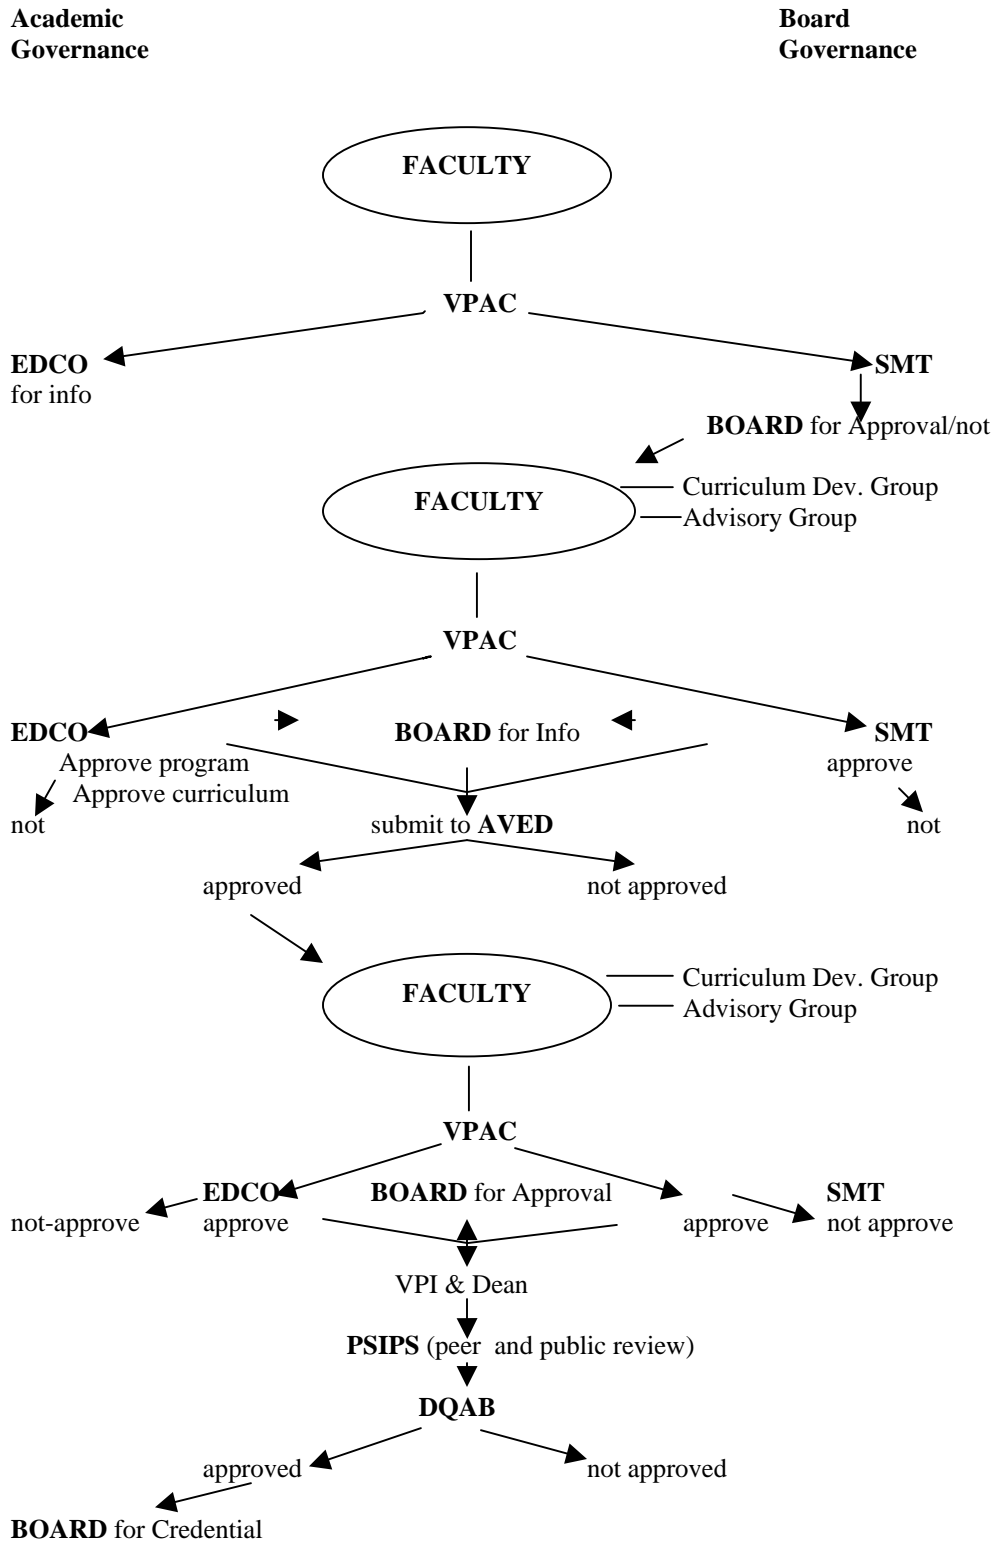 Academic Governance
Board Governance
FACULTY
VPAC
EDCO
for info
SMT
BOARD for Approval/not
FACULTY
Curriculum Dev. Group
Advisory Group
VPAC
EDCO
BOARD for Info
SMT
Approve program
approve
Approve curriculum
not
submit to AVED
not
approved
not approved
FACULTY
Curriculum Dev. Group
Advisory Group
VPAC
EDCO
BOARD for Approval
SMT
not-approve
approve
approve
not approve
VPI & Dean
PSIPS (peer and public review)
DQAB
approved
not approved
BOARD for Credential